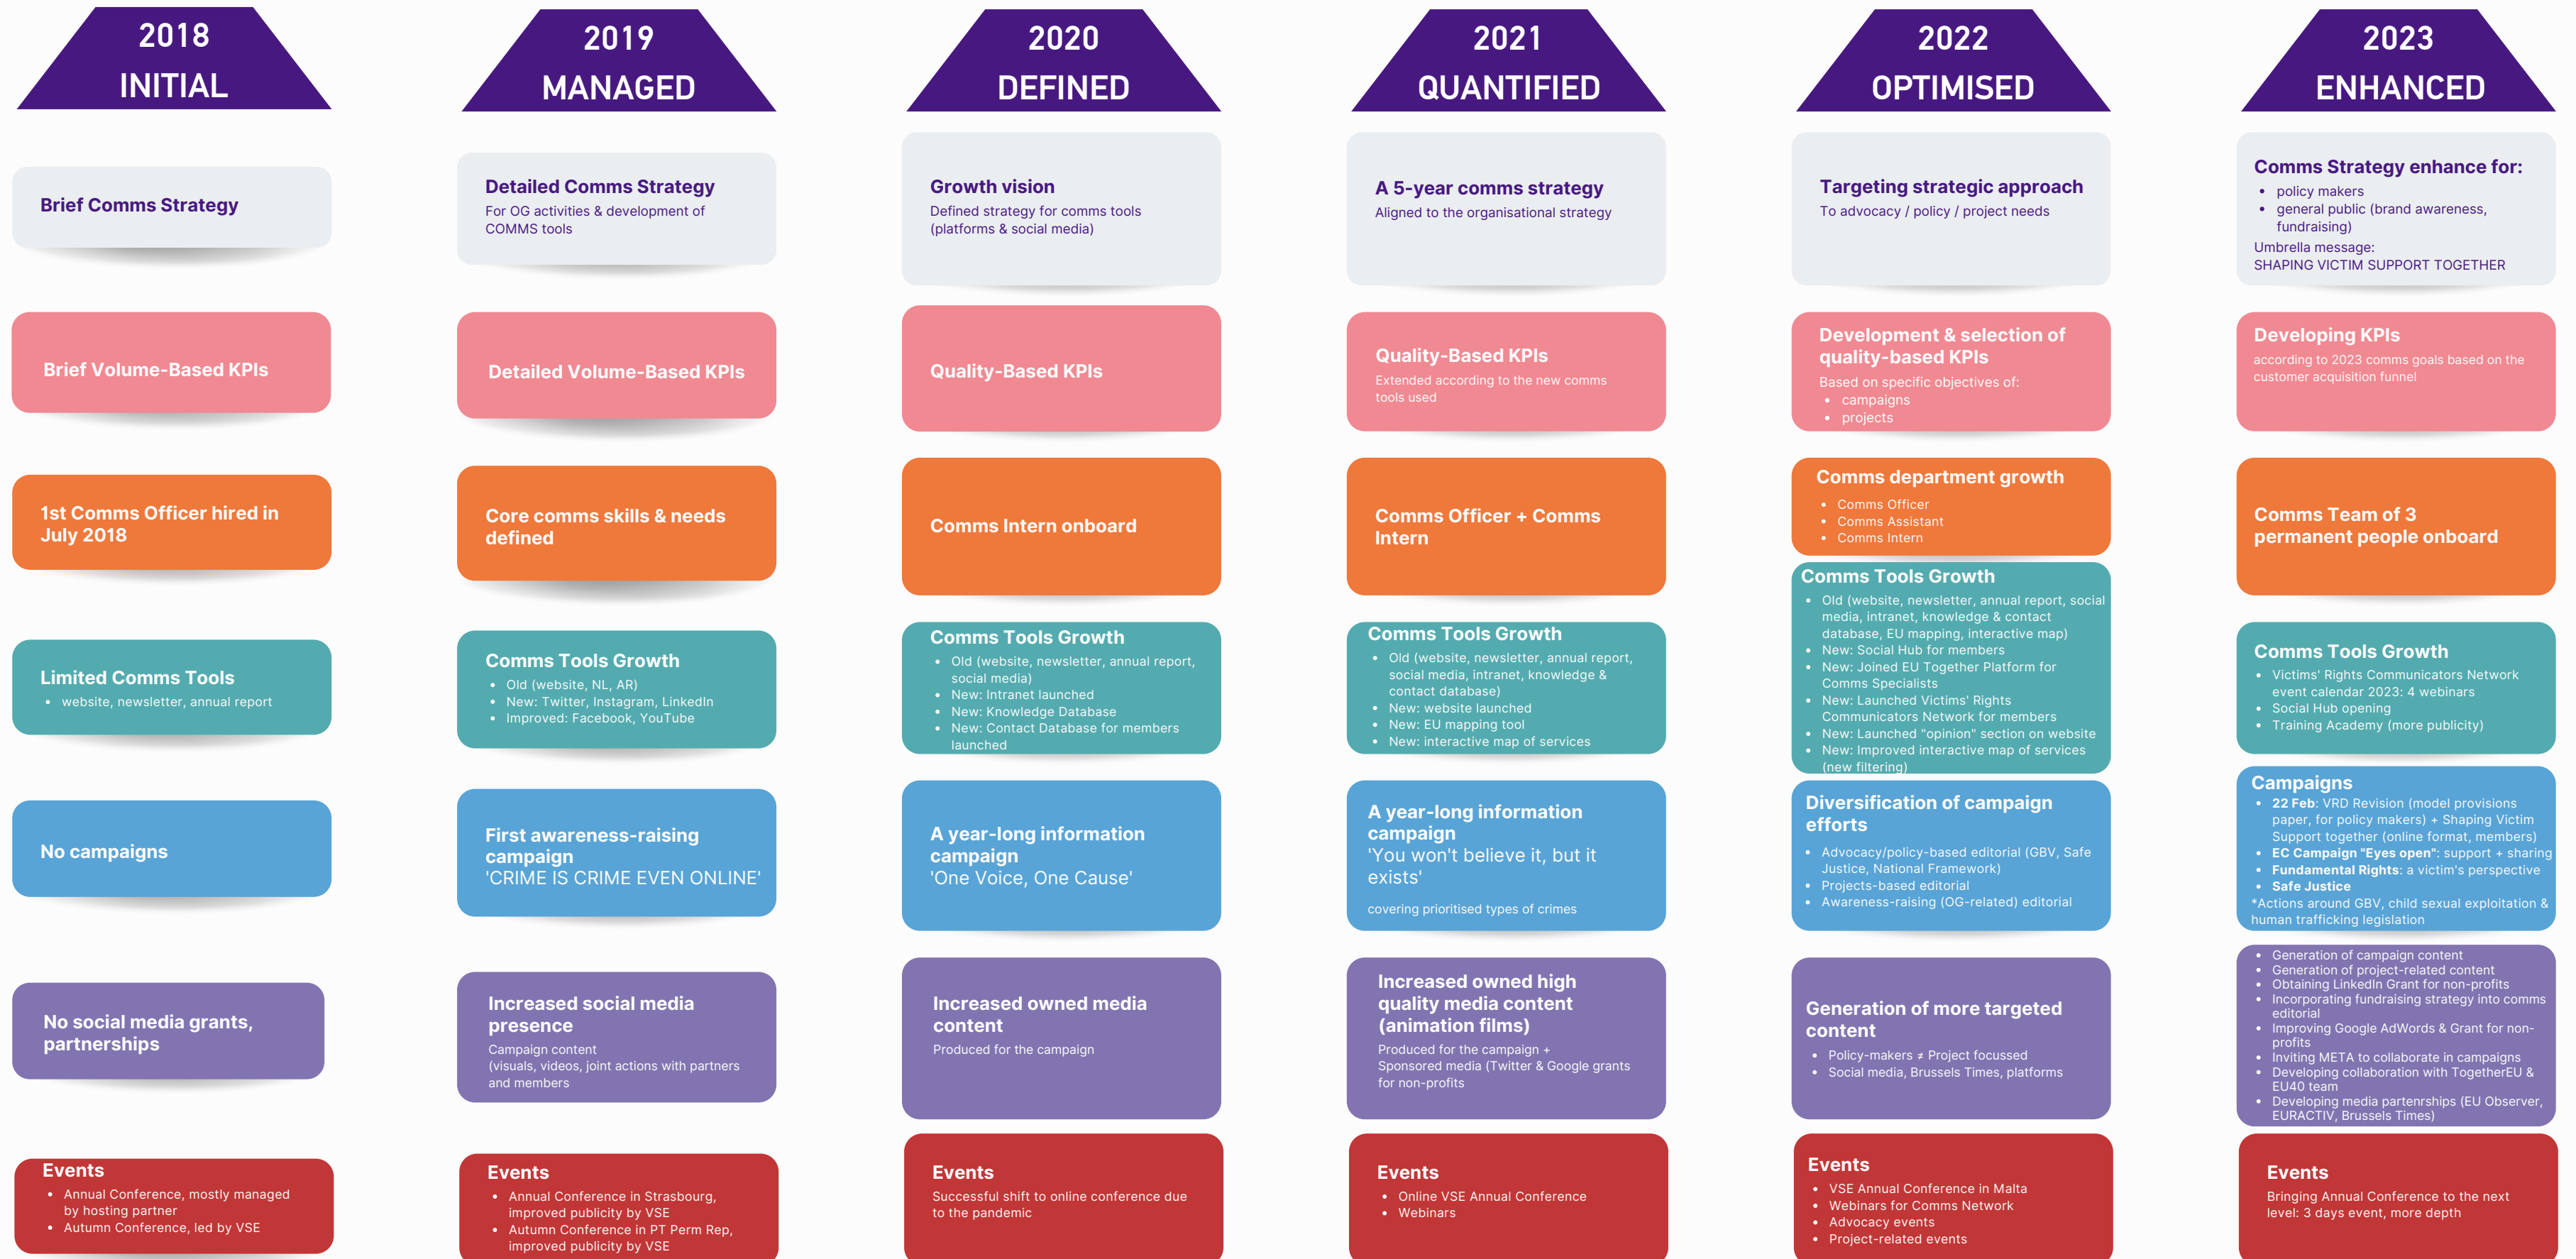 2018
INITIAL
Brief Comms Strategy
Brief Volume-Based KPIs
1st Comms Officer hired in
July 2018
Limited Comms Tools
• website, newsletter, annual report
No campaigns
No social media grants,
partnerships
Events
• Annual Conference, mostly managed
by hosting partner
• Autumn Conference, led by VSE
2019
MANAGED
Detailed Comms Strategy
For OG activities & development of
COMMS tools
Detailed Volume-Based KPIs
Core comms skills & needs
defined
Comms Tools Growth
• Old (website, NL, AR)
• New: Twitter, Instagram, LinkedIn
• Improved: Facebook, YouTube
First awareness-raising
campaign
'CRIME IS CRIME EVEN ONLINE'
Increased social media
presence
Campaign content
(visuals, videos, joint actions with partners
and members
Events
• Annual Conference in Strasbourg,
improved publicity by VSE
• Autumn Conference in PT Perm Rep,
improved publicity by VSE
2020
DEFINED
Growth vision
Defined strategy for comms tools
(platforms & social media)
Quality-Based KPIs
Comms Intern onboard
Comms Tools Growth
• Old (website, newsletter, annual report,
social media)
• New: Intranet launched
• New: Knowledge Database
• New: Contact Database for members
launched
A year-long information
campaign
'One Voice, One Cause'
Increased owned media
content
Produced for the campaign
Events
Successful shift to online conference due
to the pandemic
2021
QUANTIFIED
A 5-year comms strategy
Aligned to the organisational strategy
Quality-Based KPIs
Extended according to the new comms
tools used
Comms Officer + Comms
Intern
Comms Tools Growth
• Old (website, newsletter, annual report,
social media, intranet, knowledge &
contact database)
• New: website launched
• New: EU mapping tool
• New: interactive map of services
A year-long information
campaign
'You won't believe it, but it
exists'
covering prioritised types of crimes
Increased owned high
quality media content
(animation films)
Produced for the campaign +
Sponsored media (Twitter & Google grants
for non-profits
Events
• Online VSE Annual Conference
• Webinars
2022
OPTIMISED
Targeting strategic approach
To advocacy / policy / project needs
Development & selection of
quality-based KPIs
Based on specific objectives of:
• campaigns
• projects
Comms department growth
• Comms Officer
• Comms Assistant
• Comms Intern
Comms Tools Growth
• Old (website, newsletter, annual report, social
media, intranet, knowledge & contact
database, EU mapping, interactive map)
• New: Social Hub for members
• New: Joined EU Together Platform for
Comms Specialists
• New: Launched Victims' Rights
Communicators Network for members
• New: Launched "opinion" section on website
• New: Improved interactive map of services
(new filtering)
Diversification of campaign
efforts
• Advocacy/policy-based editorial (GBV, Safe
Justice, National Framework)
• Projects-based editorial
• Awareness-raising (OG-related) editorial
Generation of more targeted
content
• Policy-makers ≠ Project focussed
• Social media, Brussels Times, platforms
Events
• VSE Annual Conference in Malta
• Webinars for Comms Network
• Advocacy events
• Project-related events
2023
ENHANCED
Comms Strategy enhance for:
• policy makers
• general public (brand awareness,
fundraising)
Umbrella message:
SHAPING VICTIM SUPPORT TOGETHER
Developing KPIs
according to 2023 comms goals based on the
customer acquisition funnel
Comms Team of 3
permanent people onboard
Comms Tools Growth
• Victims' Rights Communicators Network
event calendar 2023: 4 webinars
• Social Hub opening
• Training Academy (more publicity)
Campaigns
• 22 Feb: VRD Revision (model provisions
paper, for policy makers) + Shaping Victim
Support together (online format, members)
• EC Campaign "Eyes open": support + sharing
• Fundamental Rights: a victim's perspective
• Safe Justice
*Actions around GBV, child sexual exploitation &
human trafficking legislation
• Generation of campaign content
• Generation of project-related content
• Obtaining LinkedIn Grant for non-profits
• Incorporating fundraising strategy into comms
editorial
• Improving Google AdWords & Grant for non-
profits
• Inviting META to collaborate in campaigns
• Developing collaboration with TogetherEU &
EU40 team
• Developing media partenrships (EU Observer,
EURACTIV, Brussels Times)
Events
Bringing Annual Conference to the next
level: 3 days event, more depth